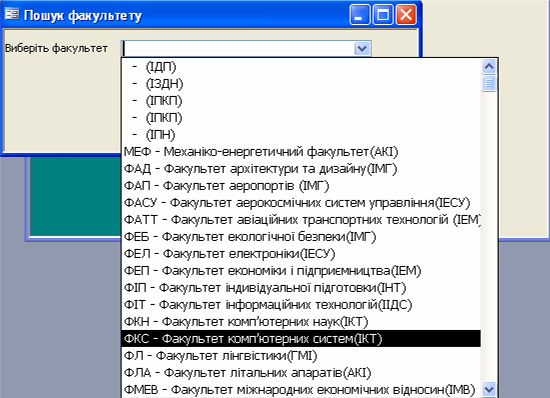 Пошук факультету
Виберіть факультет
- (ІДП)
- (ІЗДН)
- (ІПКП)
- (ІПКП)
- (ІПН)
МЕФ - Механіко-енергетичний факультет(АКІ)
ФАД - Факультет архітектури та дизайну(ІМГ)
ФАП - Факультет аеропортів (ІМГ)
ФАСУ - Факультет аерокосмічних систем управління(ІЕСУ)
ФАТТ - Факультет авіаційних транспортних технологій (ІЕМ)
ФЕБ - Факультет екологічної безпеки(ІМГ)
ФЕЛ - Факультет електроніки(ІЕСУ)
ФЕП - Факультет економіки і підприємництва(ІЕМ)
ФІП - Факультет індивидуальної підготовки(ІНТ)
ФІТ - Факультет інформаційних технологій(ІІДС)
ФКН - Факультет комп'ютерних наук(ІКТ)
ФКС - Факультет комп'ютерних систем(ІКТ)
ФЛ - Факультет лінгвістики(ГМІ)
ФЛА - Факультет літальних апаратів(АКІ)
ФМЕВ - Факультет міжнародних економічних відносин(ІМВ)